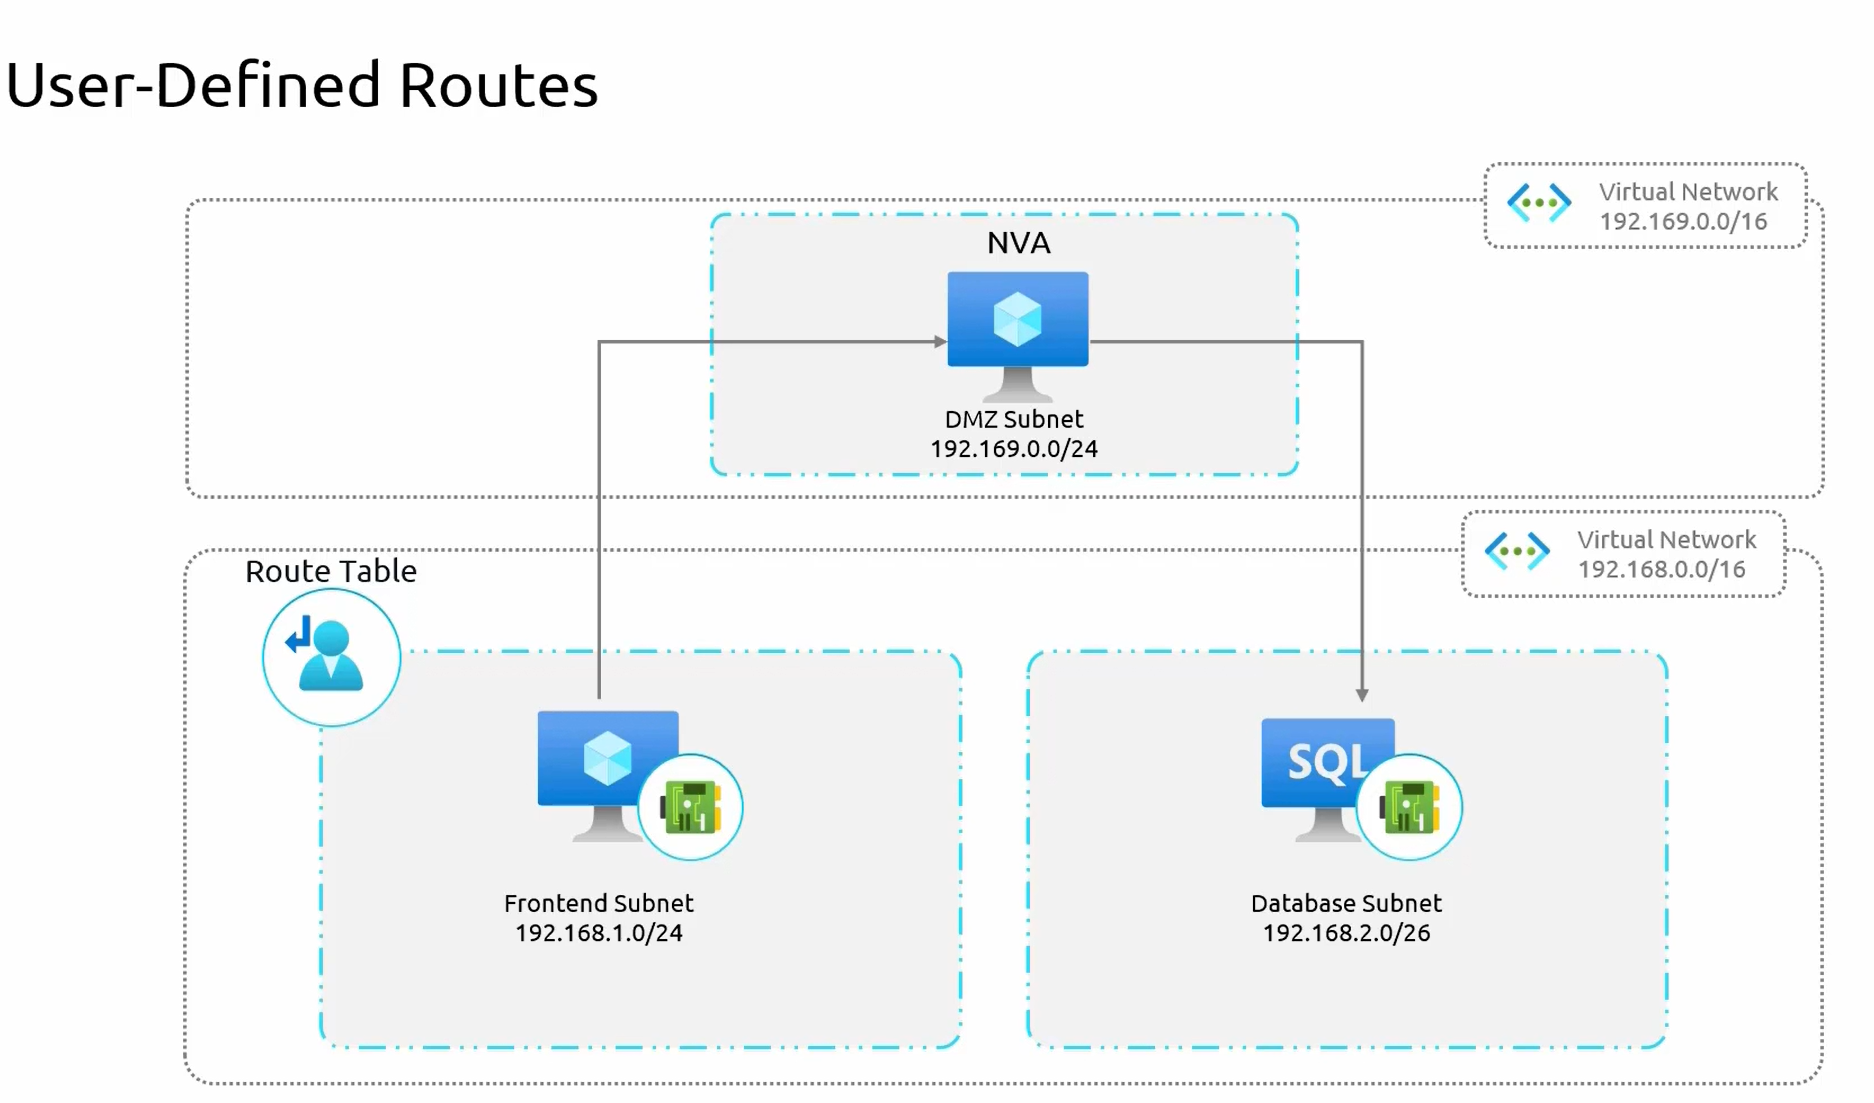 User-Defined Routes
Virtual Network
192.169.0.0/16
NVA
DMZ Subnet
192.169.0.0/24
Virtual Network
192.168.0.0/16
Route Table
SQL
Frontend Subnet
192.168.1.0/24
Database Subnet
192.168.2.0/26